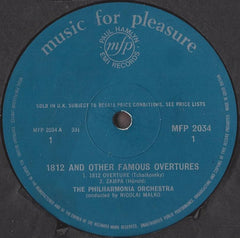 music for pleasure
PAUL HAMLYN
mfp
EMI RECORDS
SOLD IN U.K. SUBJECT TO RESALE PRICE CONDITIONS, SEE PRICE LISTS
MFP 2034 A
33⅓
MFP 2034
1
1
1812 AND OTHER FAMOUS OVERTURES
1. 1812 OVERTURE (Tchaikovsky)
2. ZAMPA (Hérold)
THE PHILHARMONIA ORCHESTRA
(conducted by NICOLAI MALKO)